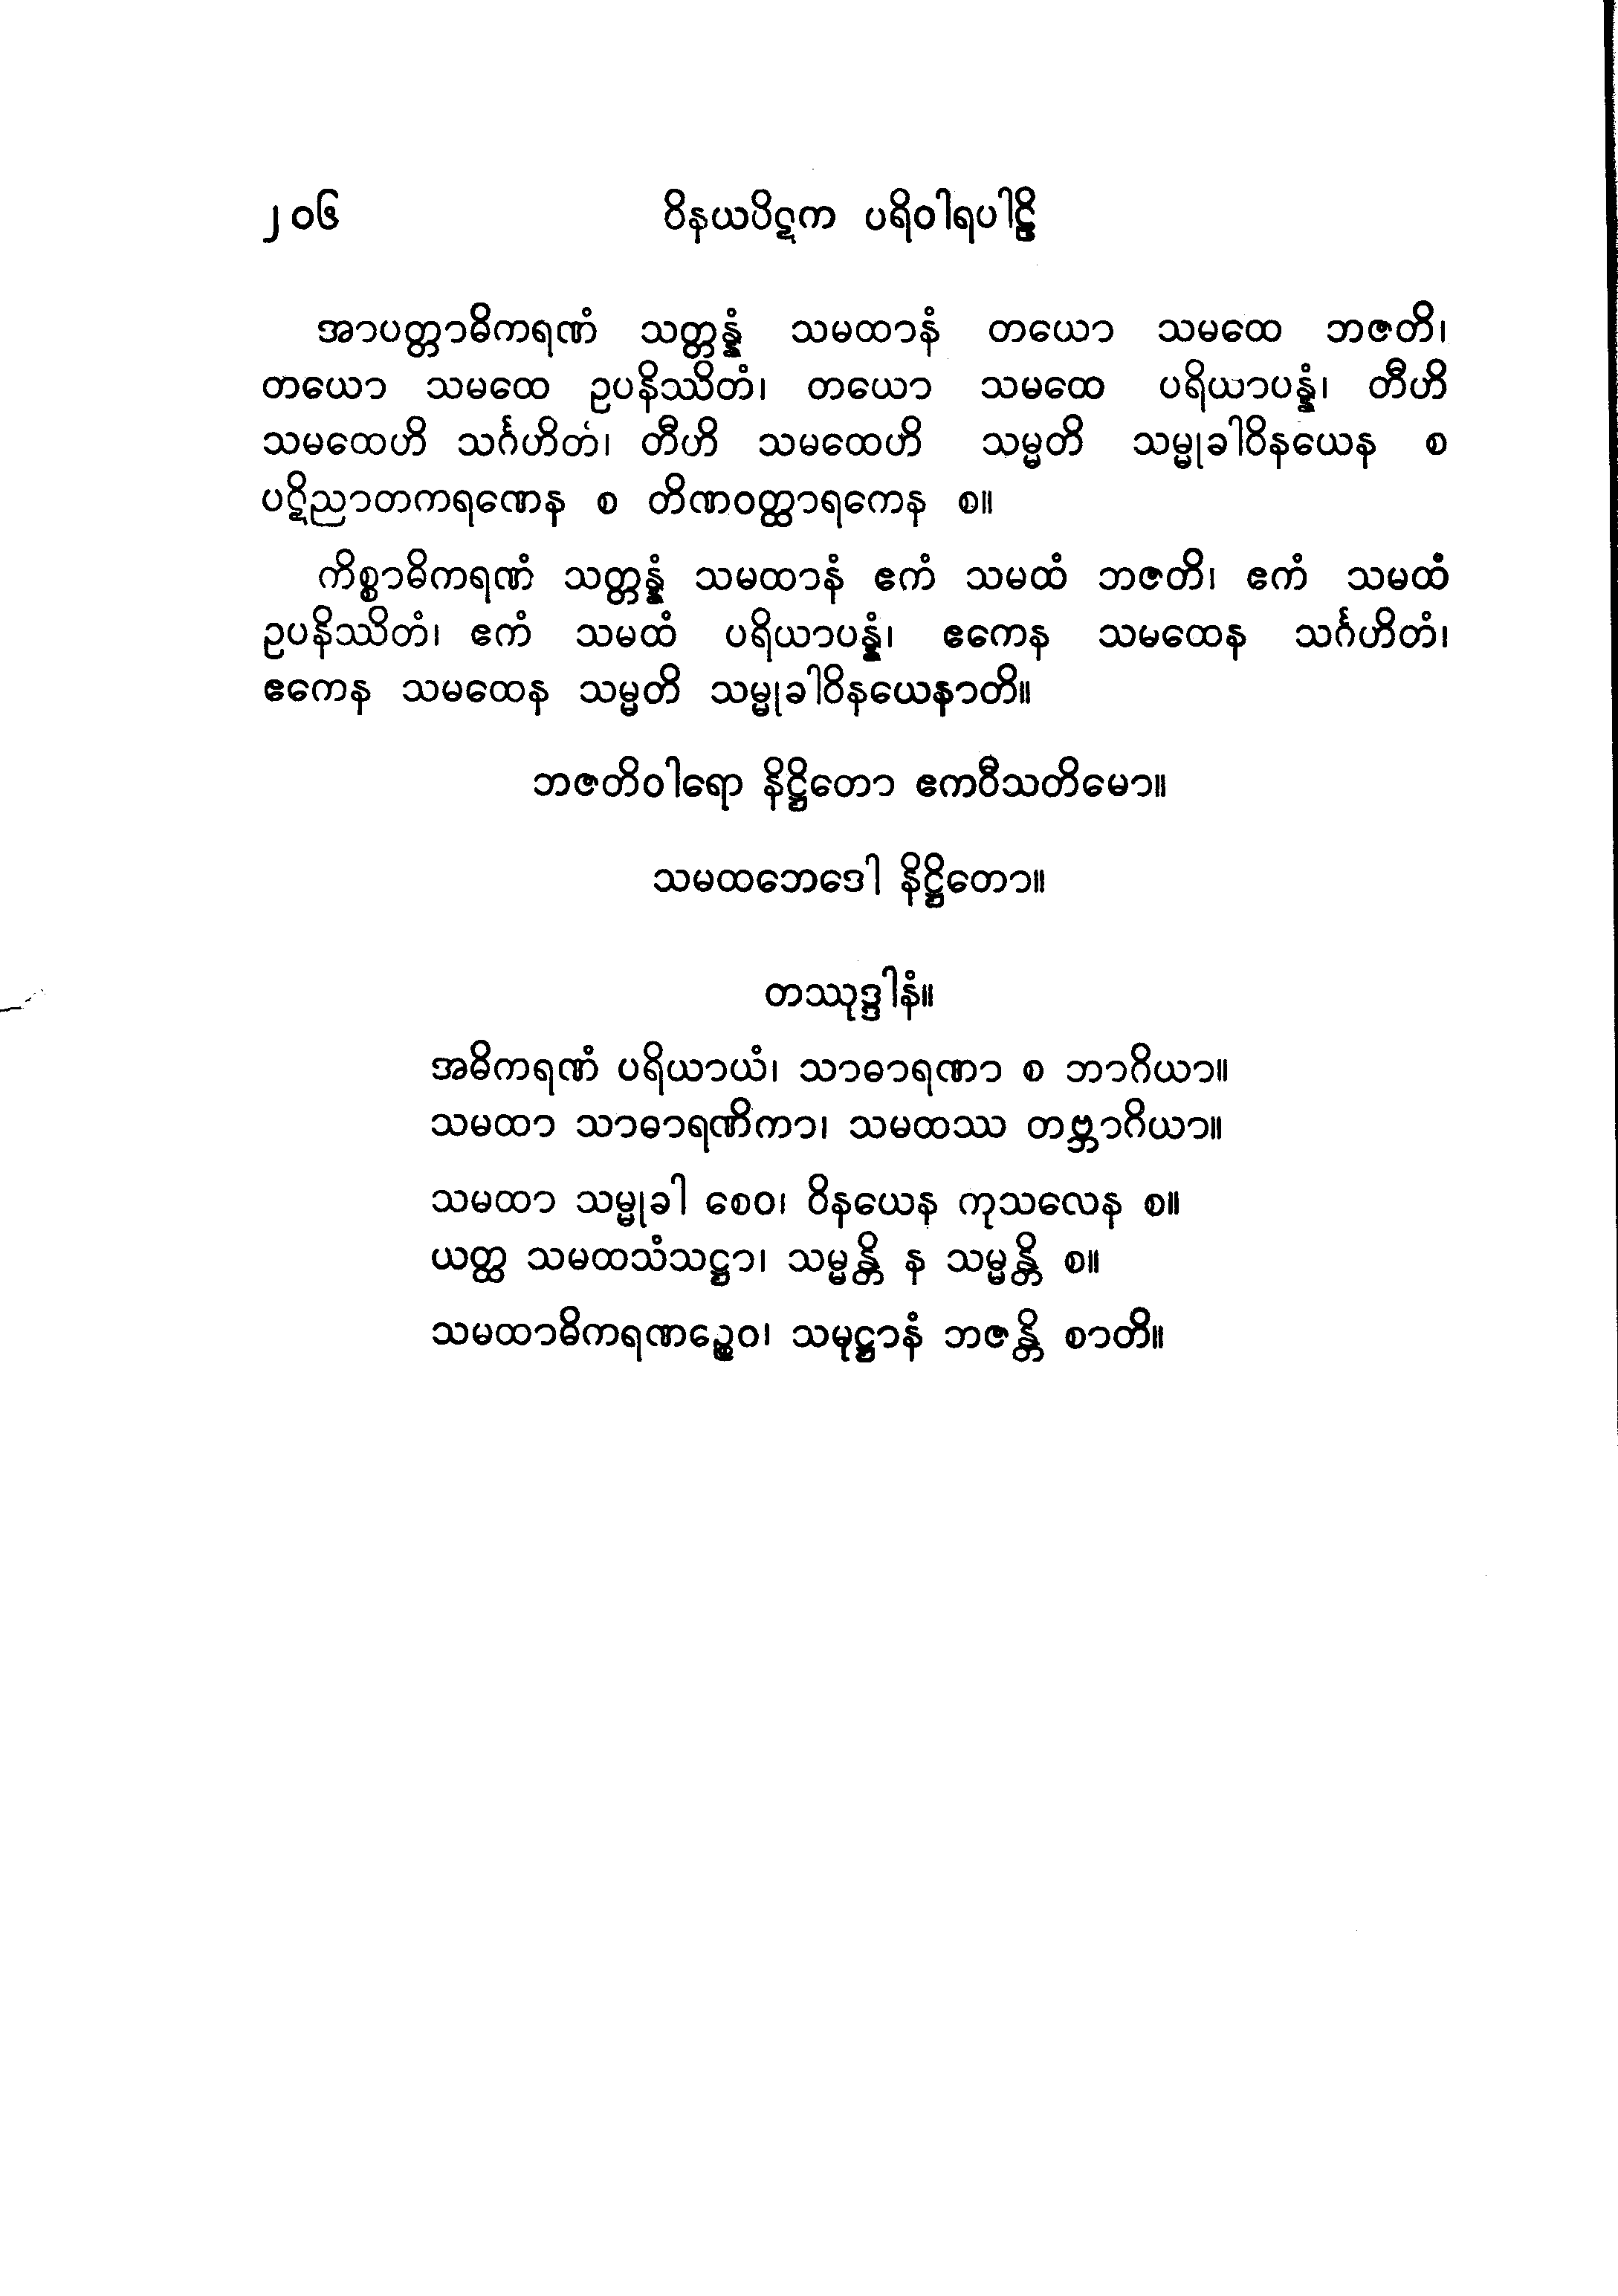 ၂၀၆ ဝိနယပိဋက ပရိဝါရပါဠိ
အာပတ္တာဓိကရဏံ သတ္တန္နံ သမထာနံ တယော သမထေ ဘဇတိ၊
တယော သမထေ ဥပနိဿိတံ၊ တယော သမထေ ပရိယာပန္နံ၊ တီဟိ
သမထေဟိ သင်္ဂဟိတံ၊ တီဟိ သမထေဟိ သမ္မတိ သမ္မုခါဝိနယေန စ
ပဋိညာတကရဏေန စ တိဏဝတ္ထာရကေန စ။
ကိစ္စာဓိကရဏံ သတ္တန္နံ သမထာနံ ဧကံ သမထံ ဘဇတိ၊ ဧကံ သမထံ
ဥပနိဿိတံ၊ ဧကံ သမထံ ပရိယာပန္နံ၊ ဧကေန သမထေန သင်္ဂဟိတံ၊
ဧကေန သမထေန သမ္မတိ သမ္မုခါဝိနယေနာတိ။
ဘဇတိဝါရော နိဋ္ဌိတော ဧကဝီသတိမော။
သမထဘေဒေါ နိဋ္ဌိတော။
တဿုဒ္ဒါနံ။
အဓိကရဏံ ပရိယာယံ၊ သာဓာရဏာ စ ဘာဂိယာ။
သမထာ သာဓာရဏိကာ၊ သမထဿ တဗ္ဘာဂိယာ။
သမထာ သမ္မုခါ စေဝ၊ ဝိနယေန ကုသလေန စ။
ယတ္ထ သမထသံသဋ္ဌာ၊ သမ္မန္တိ န သမ္မန္တိ စ။
သမထာဓိကရဏဉ္စေဝ၊ သမုဋ္ဌာနံ ဘဇန္တိ စာတိ။